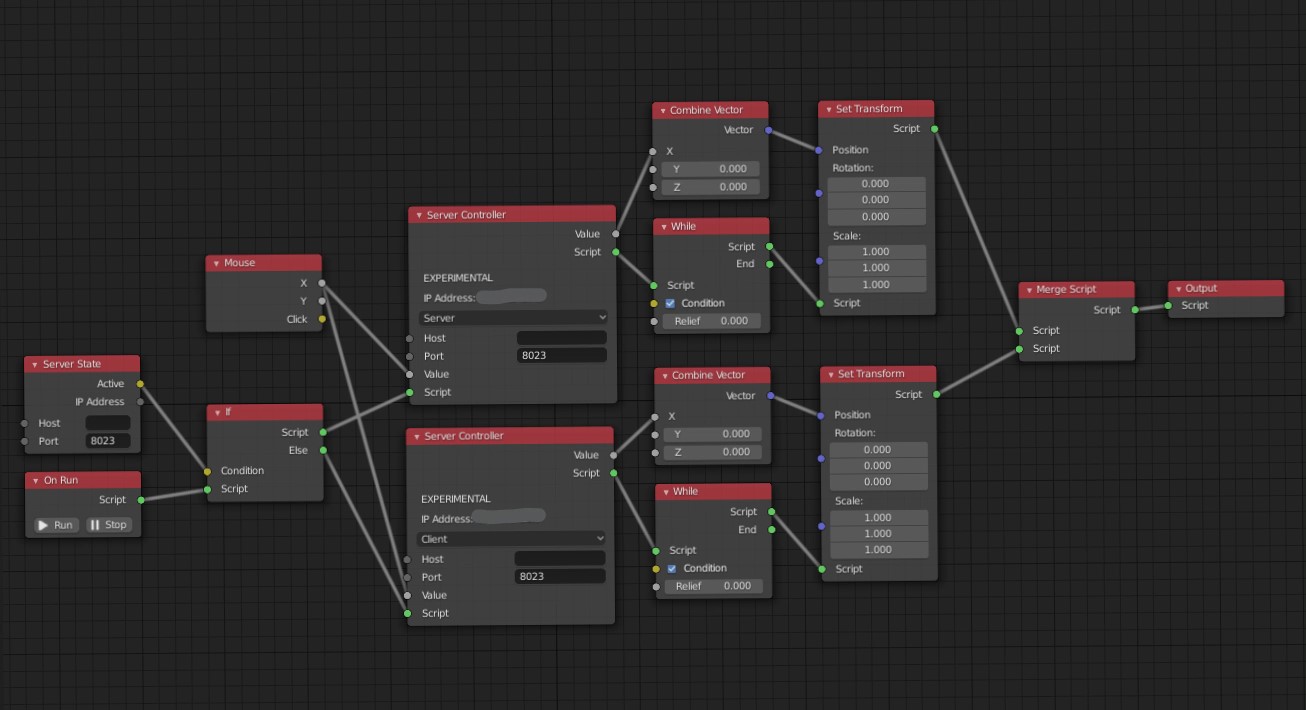 Server State
Active
IP Address
Host
Port 8023
On Run
Script
Run Stop
Mouse
X
Y
Click
If
Script
Else
Condition
Script
Server Controller
Value
Script
EXPERIMENTAL
IP Address:
Server
Host
Port 8023
Value
Script
Server Controller
Value
Script
EXPERIMENTAL
IP Address:
Client
Host
Port 8023
Value
Script
Combine Vector
Vector
X
Y 0.000
Z 0.000
While
Script
End
Script
Condition
Relief 0.000
Combine Vector
Vector
X
Y 0.000
Z 0.000
While
Script
End
Script
Condition
Relief 0.000
Set Transform
Script
Position
Rotation:
0.000
0.000
0.000
Scale:
1.000
1.000
1.000
Script
Set Transform
Script
Position
Rotation:
0.000
0.000
0.000
Scale:
1.000
1.000
1.000
Script
Merge Script
Script
Script
Script
Output
Script